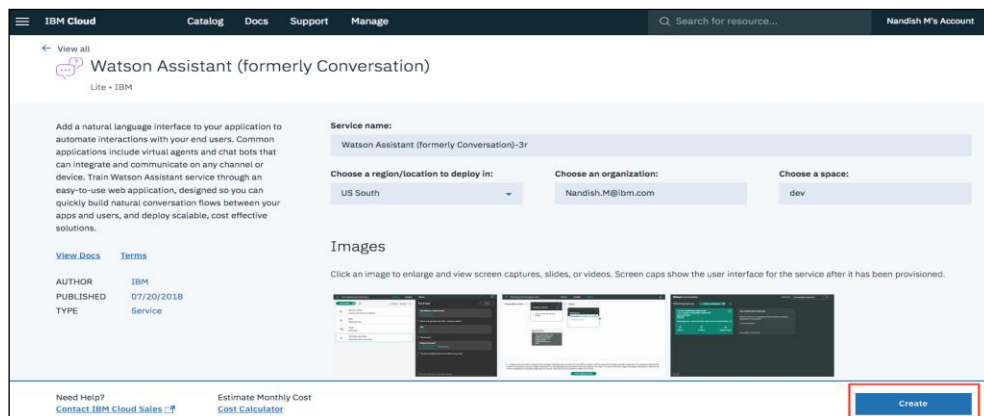 IBM Cloud
Catalog
Docs
Support
Manage
Search for resource...
Nandish M's Account
← View all
Watson Assistant (formerly Conversation)
Lite • IBM
Add a natural language interface to your application to
automate interactions with your end users. Common
applications include virtual agents and chat bots that
can integrate and communicate on any channel or
device. Train Watson Assistant service through an
easy-to-use web application, designed so you can
quickly build natural conversation flows between your
apps and users, and deploy scalable, cost effective
solutions.
View Docs
Terms
AUTHOR IBM
PUBLISHED 07/20/2018
TYPE Service
Service name:
Watson Assistant (formerly Conversation)-3r
Choose a region/location to deploy in:
US South
Choose an organization:
Nandish.M@ibm.com
Choose a space:
dev
Images
Click an image to enlarge and view screen captures, slides, or videos. Screen caps show the user interface for the service after it has been provisioned.
Need Help?
Contact IBM Cloud Sales
Estimate Monthly Cost
Cost Calculator
Create